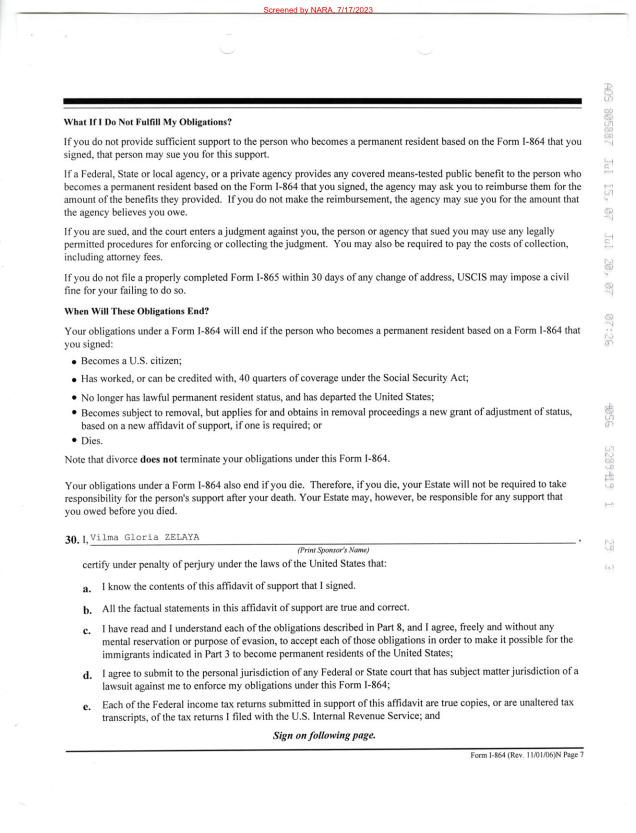 Screened by NARA, 7/17/2023
What If I Do Not Fulfill My Obligations?
If you do not provide sufficient support to the person who becomes a permanent resident based on the Form I-864 that you
signed, that person may sue you for this support.
If a Federal, State or local agency, or a private agency provides any covered means-tested public benefit to the person who
becomes a permanent resident based on the Form I-864 that you signed, the agency may ask you to reimburse them for the
amount of the benefits they provided.  If you do not make the reimbursement, the agency may sue you for the amount that
the agency believes you owe.
If you are sued, and the court enters a judgment against you, the person or agency that sued you may use any legally
permitted procedures for enforcing or collecting the judgment.  You may also be required to pay the costs of collection,
including attorney fees.
If you do not file a properly completed Form I-865 within 30 days of any change of address, USCIS may impose a civil
fine for your failing to do so.
When Will These Obligations End?
Your obligations under a Form I-864 will end if the person who becomes a permanent resident based on a Form I-864 that
you signed:
• Becomes a U.S. citizen;
• Has worked, or can be credited with, 40 quarters of coverage under the Social Security Act;
• No longer has lawful permanent resident status, and has departed the United States;
• Becomes subject to removal, but applies for and obtains in removal proceedings a new grant of adjustment of status,
based on a new affidavit of support, if one is required; or
• Dies.
Note that divorce does not terminate your obligations under this Form I-864.
Your obligations under a Form I-864 also end if you die.  Therefore, if you die, your Estate will not be required to take
responsibility for the person's support after your death. Your Estate may, however, be responsible for any support that
you owed before you died.
30. I, Vilma Gloria ZELAYA ,
(Print Sponsor's Name)
certify under penalty of perjury under the laws of the United States that:
a. I know the contents of this affidavit of support that I signed.
b. All the factual statements in this affidavit of support are true and correct.
c. I have read and I understand each of the obligations described in Part 8, and I agree, freely and without any
mental reservation or purpose of evasion, to accept each of those obligations in order to make it possible for the
immigrants indicated in Part 3 to become permanent residents of the United States;
d. I agree to submit to the personal jurisdiction of any Federal or State court that has subject matter jurisdiction of a
lawsuit against me to enforce my obligations under this Form I-864;
e. Each of the Federal income tax returns submitted in support of this affidavit are true copies, or are unaltered tax
transcripts, of the tax returns I filed with the U.S. Internal Revenue Service; and
Sign on following page.
Form I-864 (Rev. 11/01/06)N Page 7
AOS 805887 Jul 15, 07 Jul 20, 07 07:26 4056 5289419 1 29 3